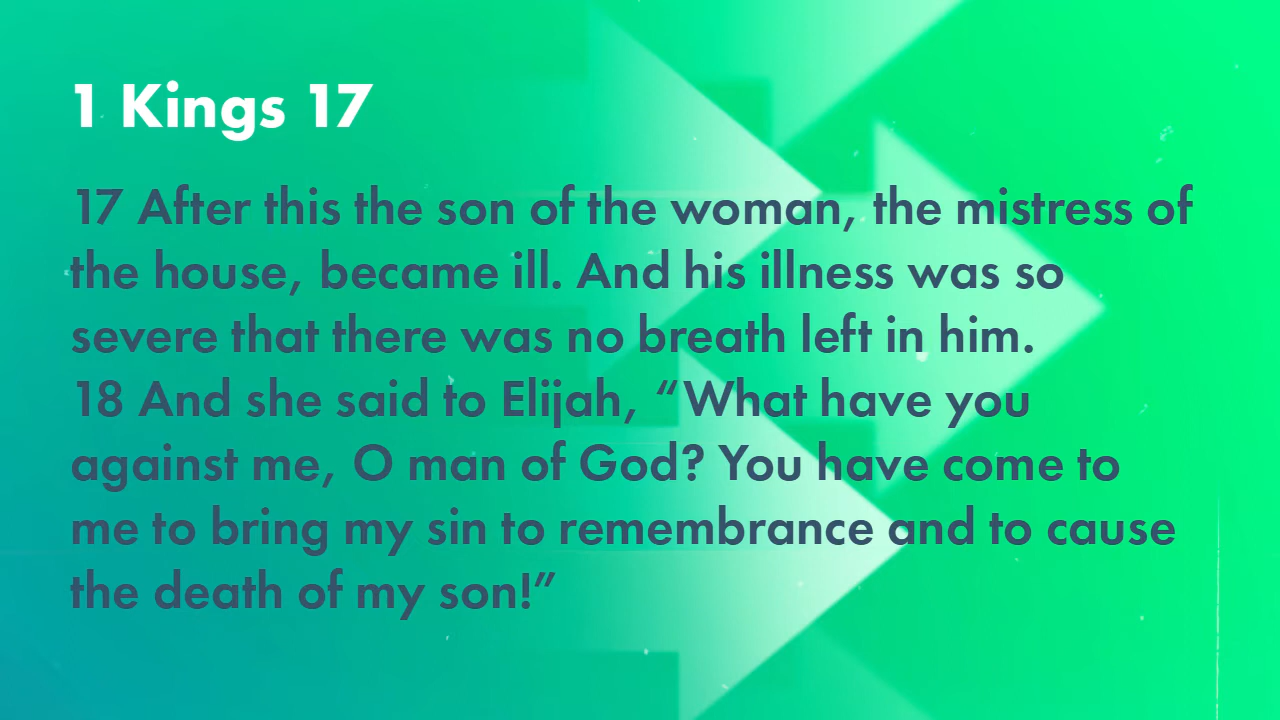 1 Kings 17
17 After this the son of the woman, the mistress of
the house, became ill. And his illness was so
severe that there was no breath left in him.
18 And she said to Elijah, “What have you
against me, O man of God? You have come to
me to bring my sin to remembrance and to cause
the death of my son!”